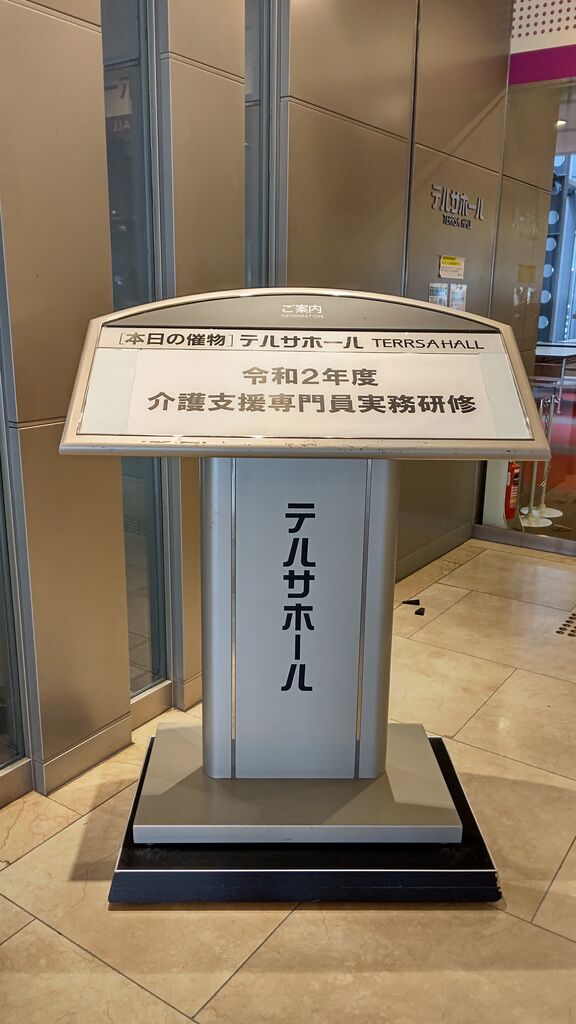 テルサホール
TERRSA HALL
ご案内
INFORMATION
[本日の催物] テルサホール TERRSA HALL
令和2年度
介護支援専門員実務研修
テルサホール